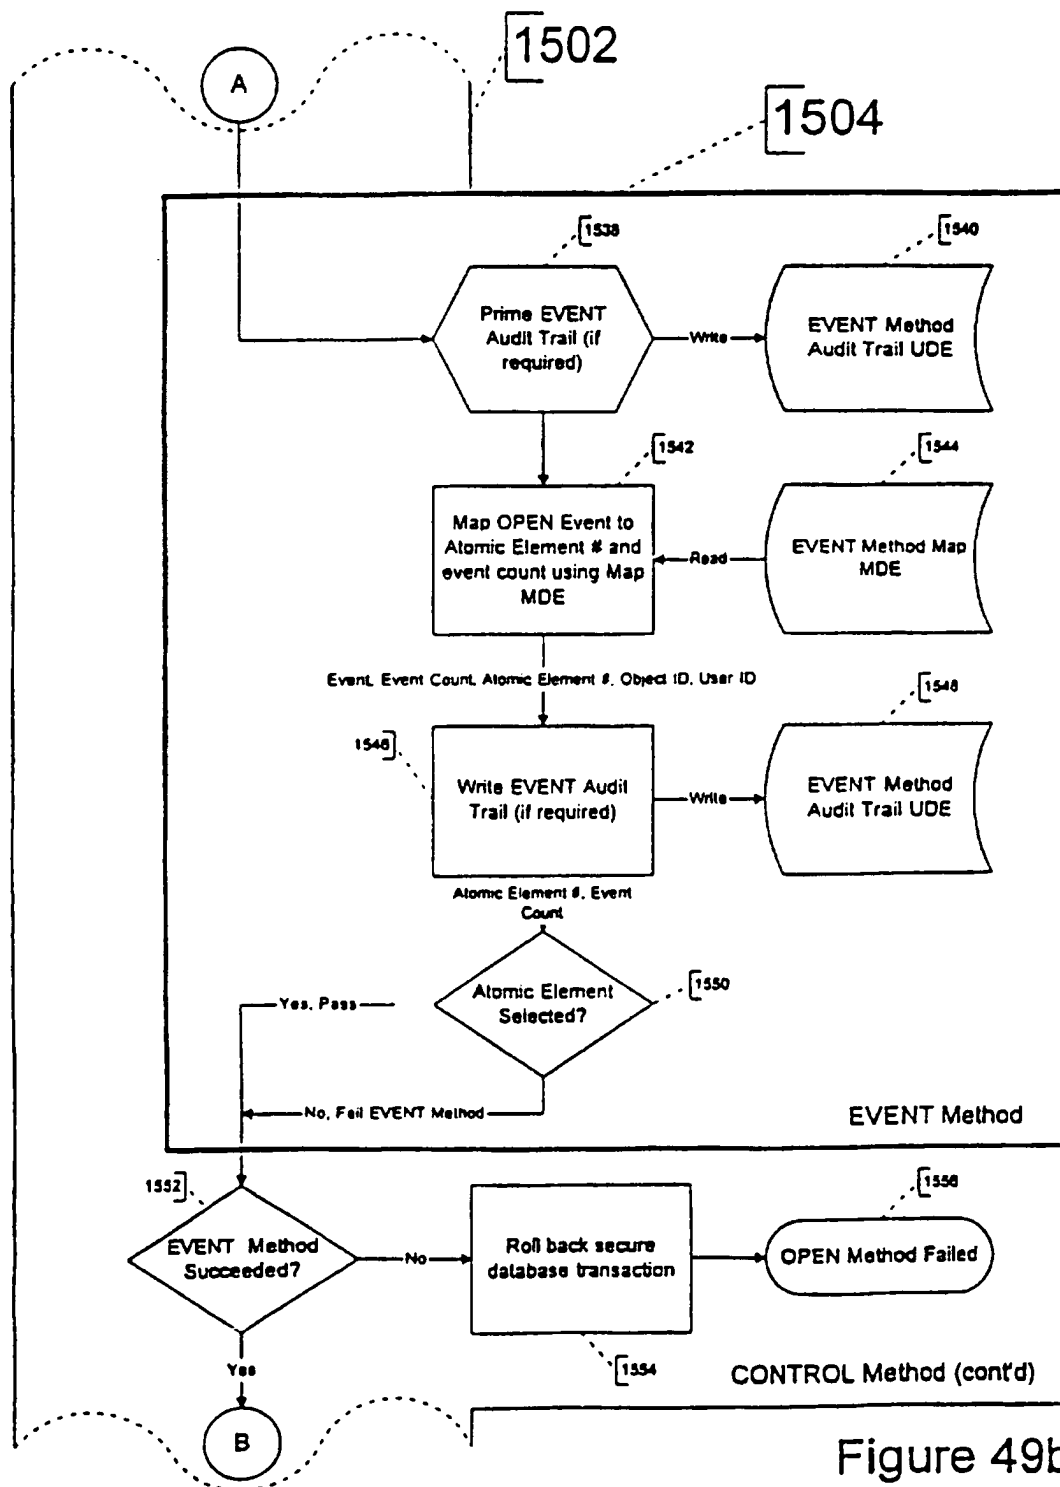 1502
A
1504
1538
1540
Prime EVENT
Audit Trail (if
required)
Write
EVENT Method
Audit Trail UDE
1542
1544
Map OPEN Event to
Atomic Element # and
event count using Map
MDE
Read
EVENT Method Map
MDE
Event, Event Count, Atomic Element #, Object ID, User ID
1546
1548
Write EVENT Audit
Trail (if required)
Write
EVENT Method
Audit Trail UDE
Atomic Element #, Event
Count
1550
Yes, Pass
Atomic Element
Selected?
No, Fail EVENT Method
EVENT Method
1552
1556
EVENT Method
Succeeded?
No
Roll back secure
database transaction
OPEN Method Failed
Yes
1554
CONTROL Method (cont'd)
B
Figure 49b